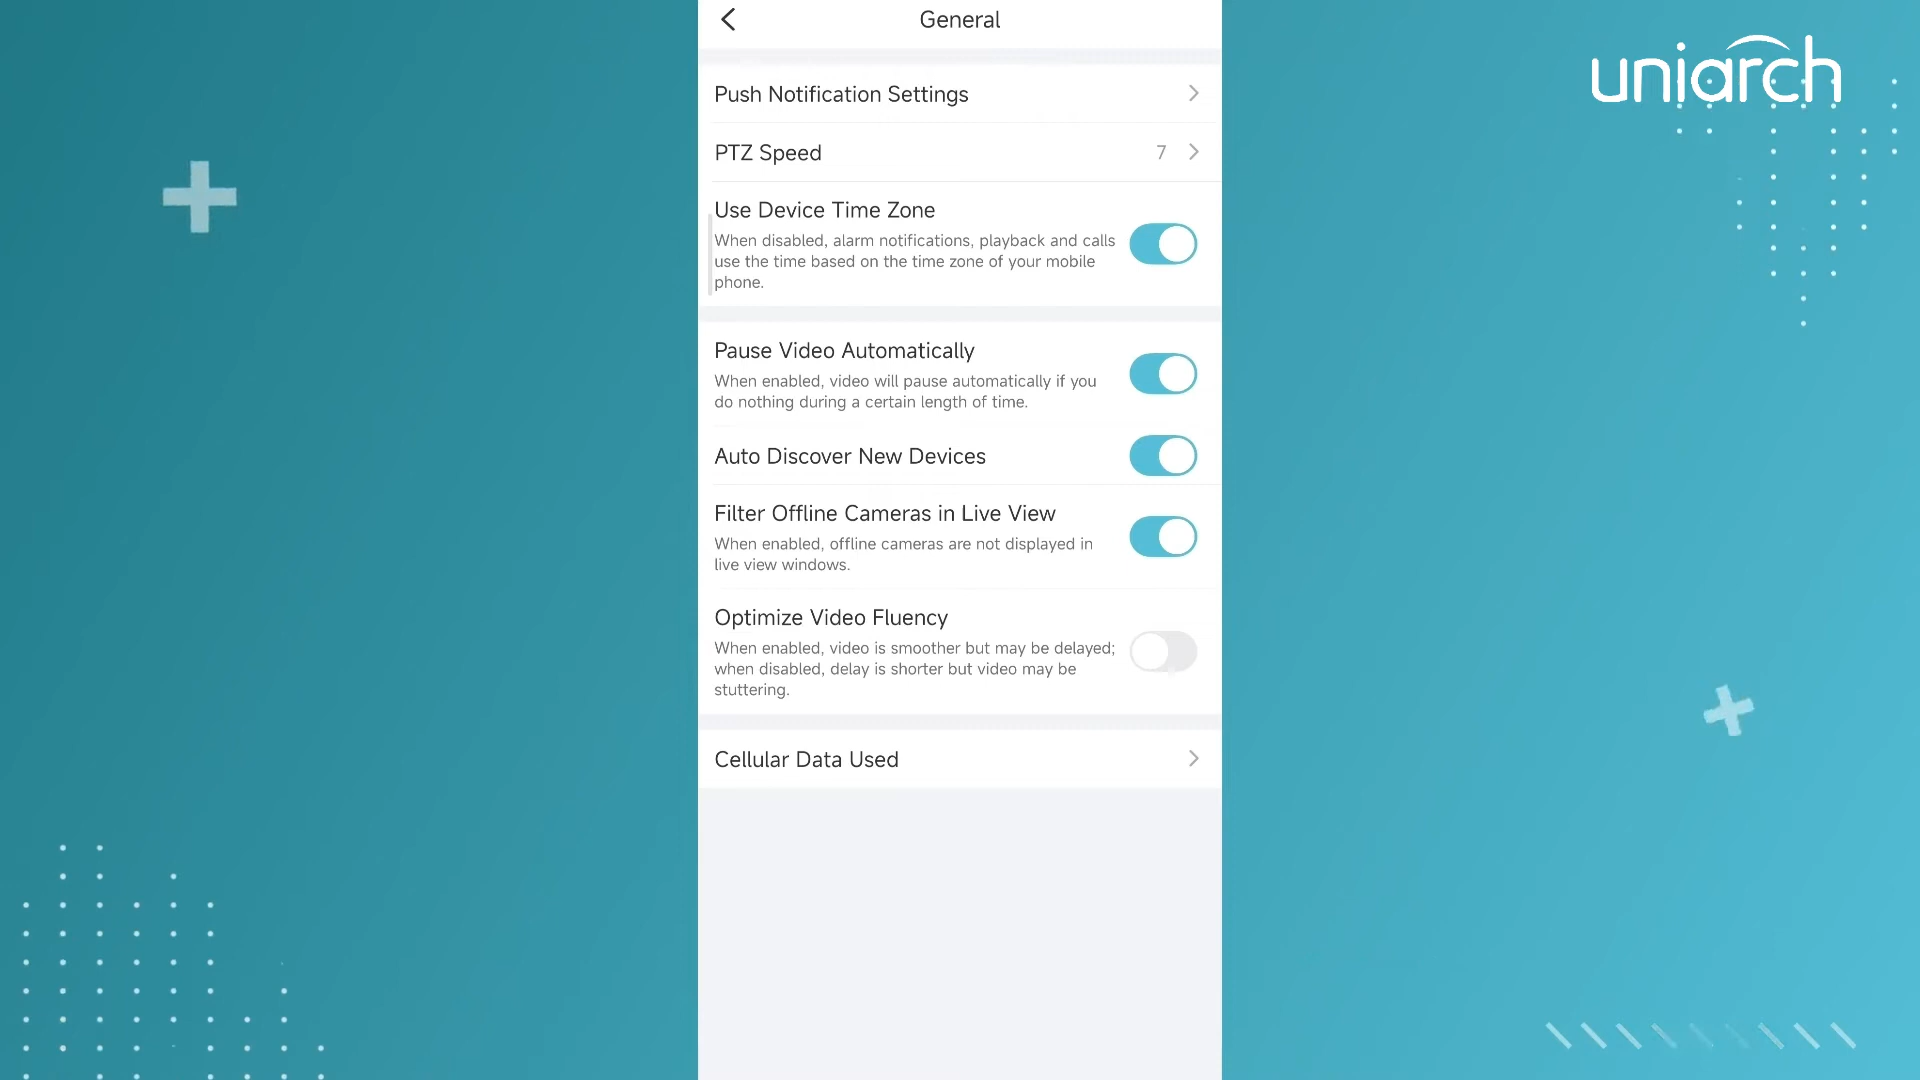 General
uniarch
Push Notification Settings
PTZ Speed 7
Use Device Time Zone
When disabled, alarm notifications, playback and calls
use the time based on the time zone of your mobile
phone.
Pause Video Automatically
When enabled, video will pause automatically if you
do nothing during a certain length of time.
Auto Discover New Devices
Filter Offline Cameras in Live View
When enabled, offline cameras are not displayed in
live view windows.
Optimize Video Fluency
When enabled, video is smoother but may be delayed;
when disabled, delay is shorter but video may be
stuttering.
Cellular Data Used